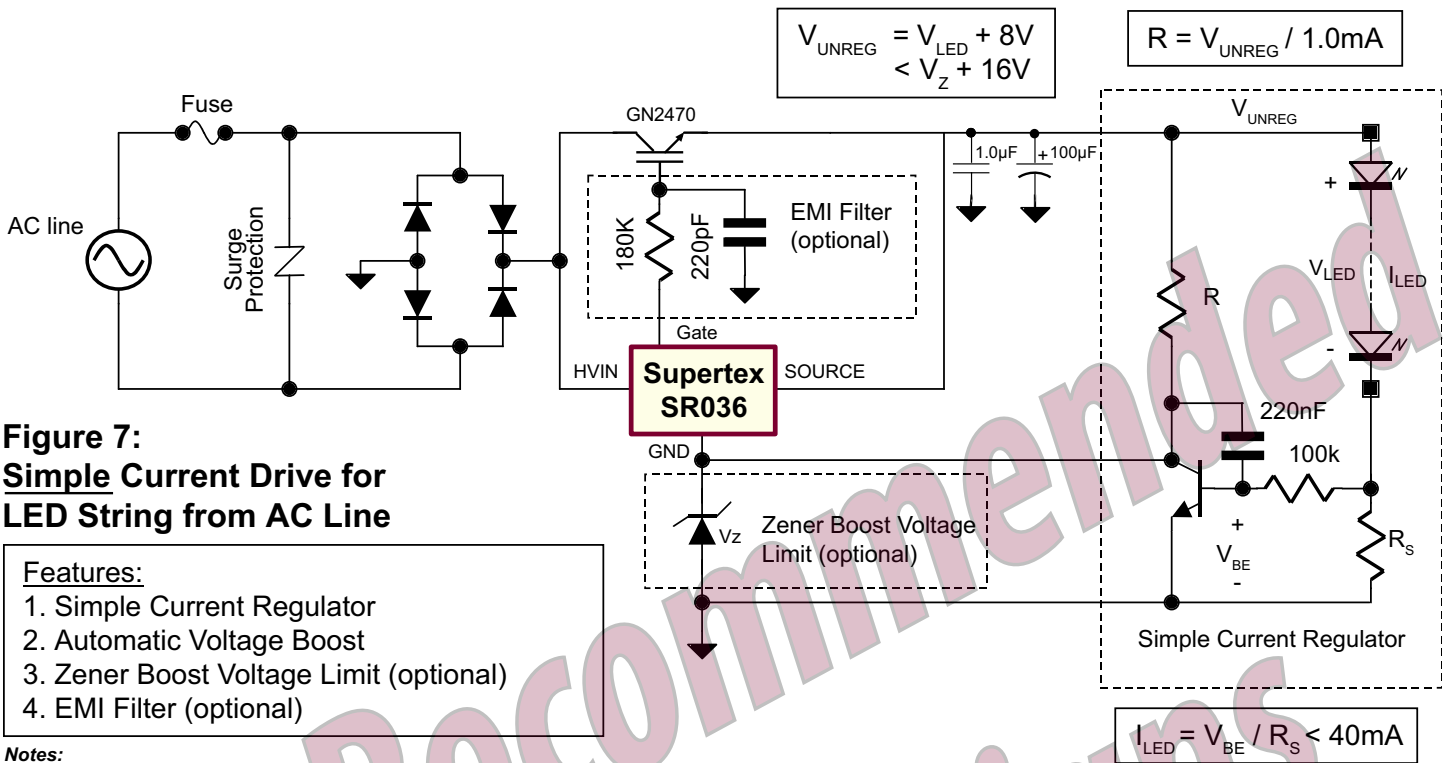 V_UNREG = V_LED + 8V
< V_Z + 16V
R = V_UNREG / 1.0mA
Fuse
GN2470
V_UNREG
1.0µF
+
100µF
+
AC line
Surge
Protection
180K
220pF
EMI Filter
(optional)
V_LED
I_LED
R
-
Gate
HVIN
Supertex
SR036
SOURCE
GND
220nF
100k
Figure 7:
Simple Current Drive for
LED String from AC Line
Vz
Zener Boost Voltage
Limit (optional)
+
V_BE
-
R_S
Simple Current Regulator
Features:
1. Simple Current Regulator
2. Automatic Voltage Boost
3. Zener Boost Voltage Limit (optional)
4. EMI Filter (optional)
I_LED = V_BE / R_S < 40mA
Notes:
Recommended